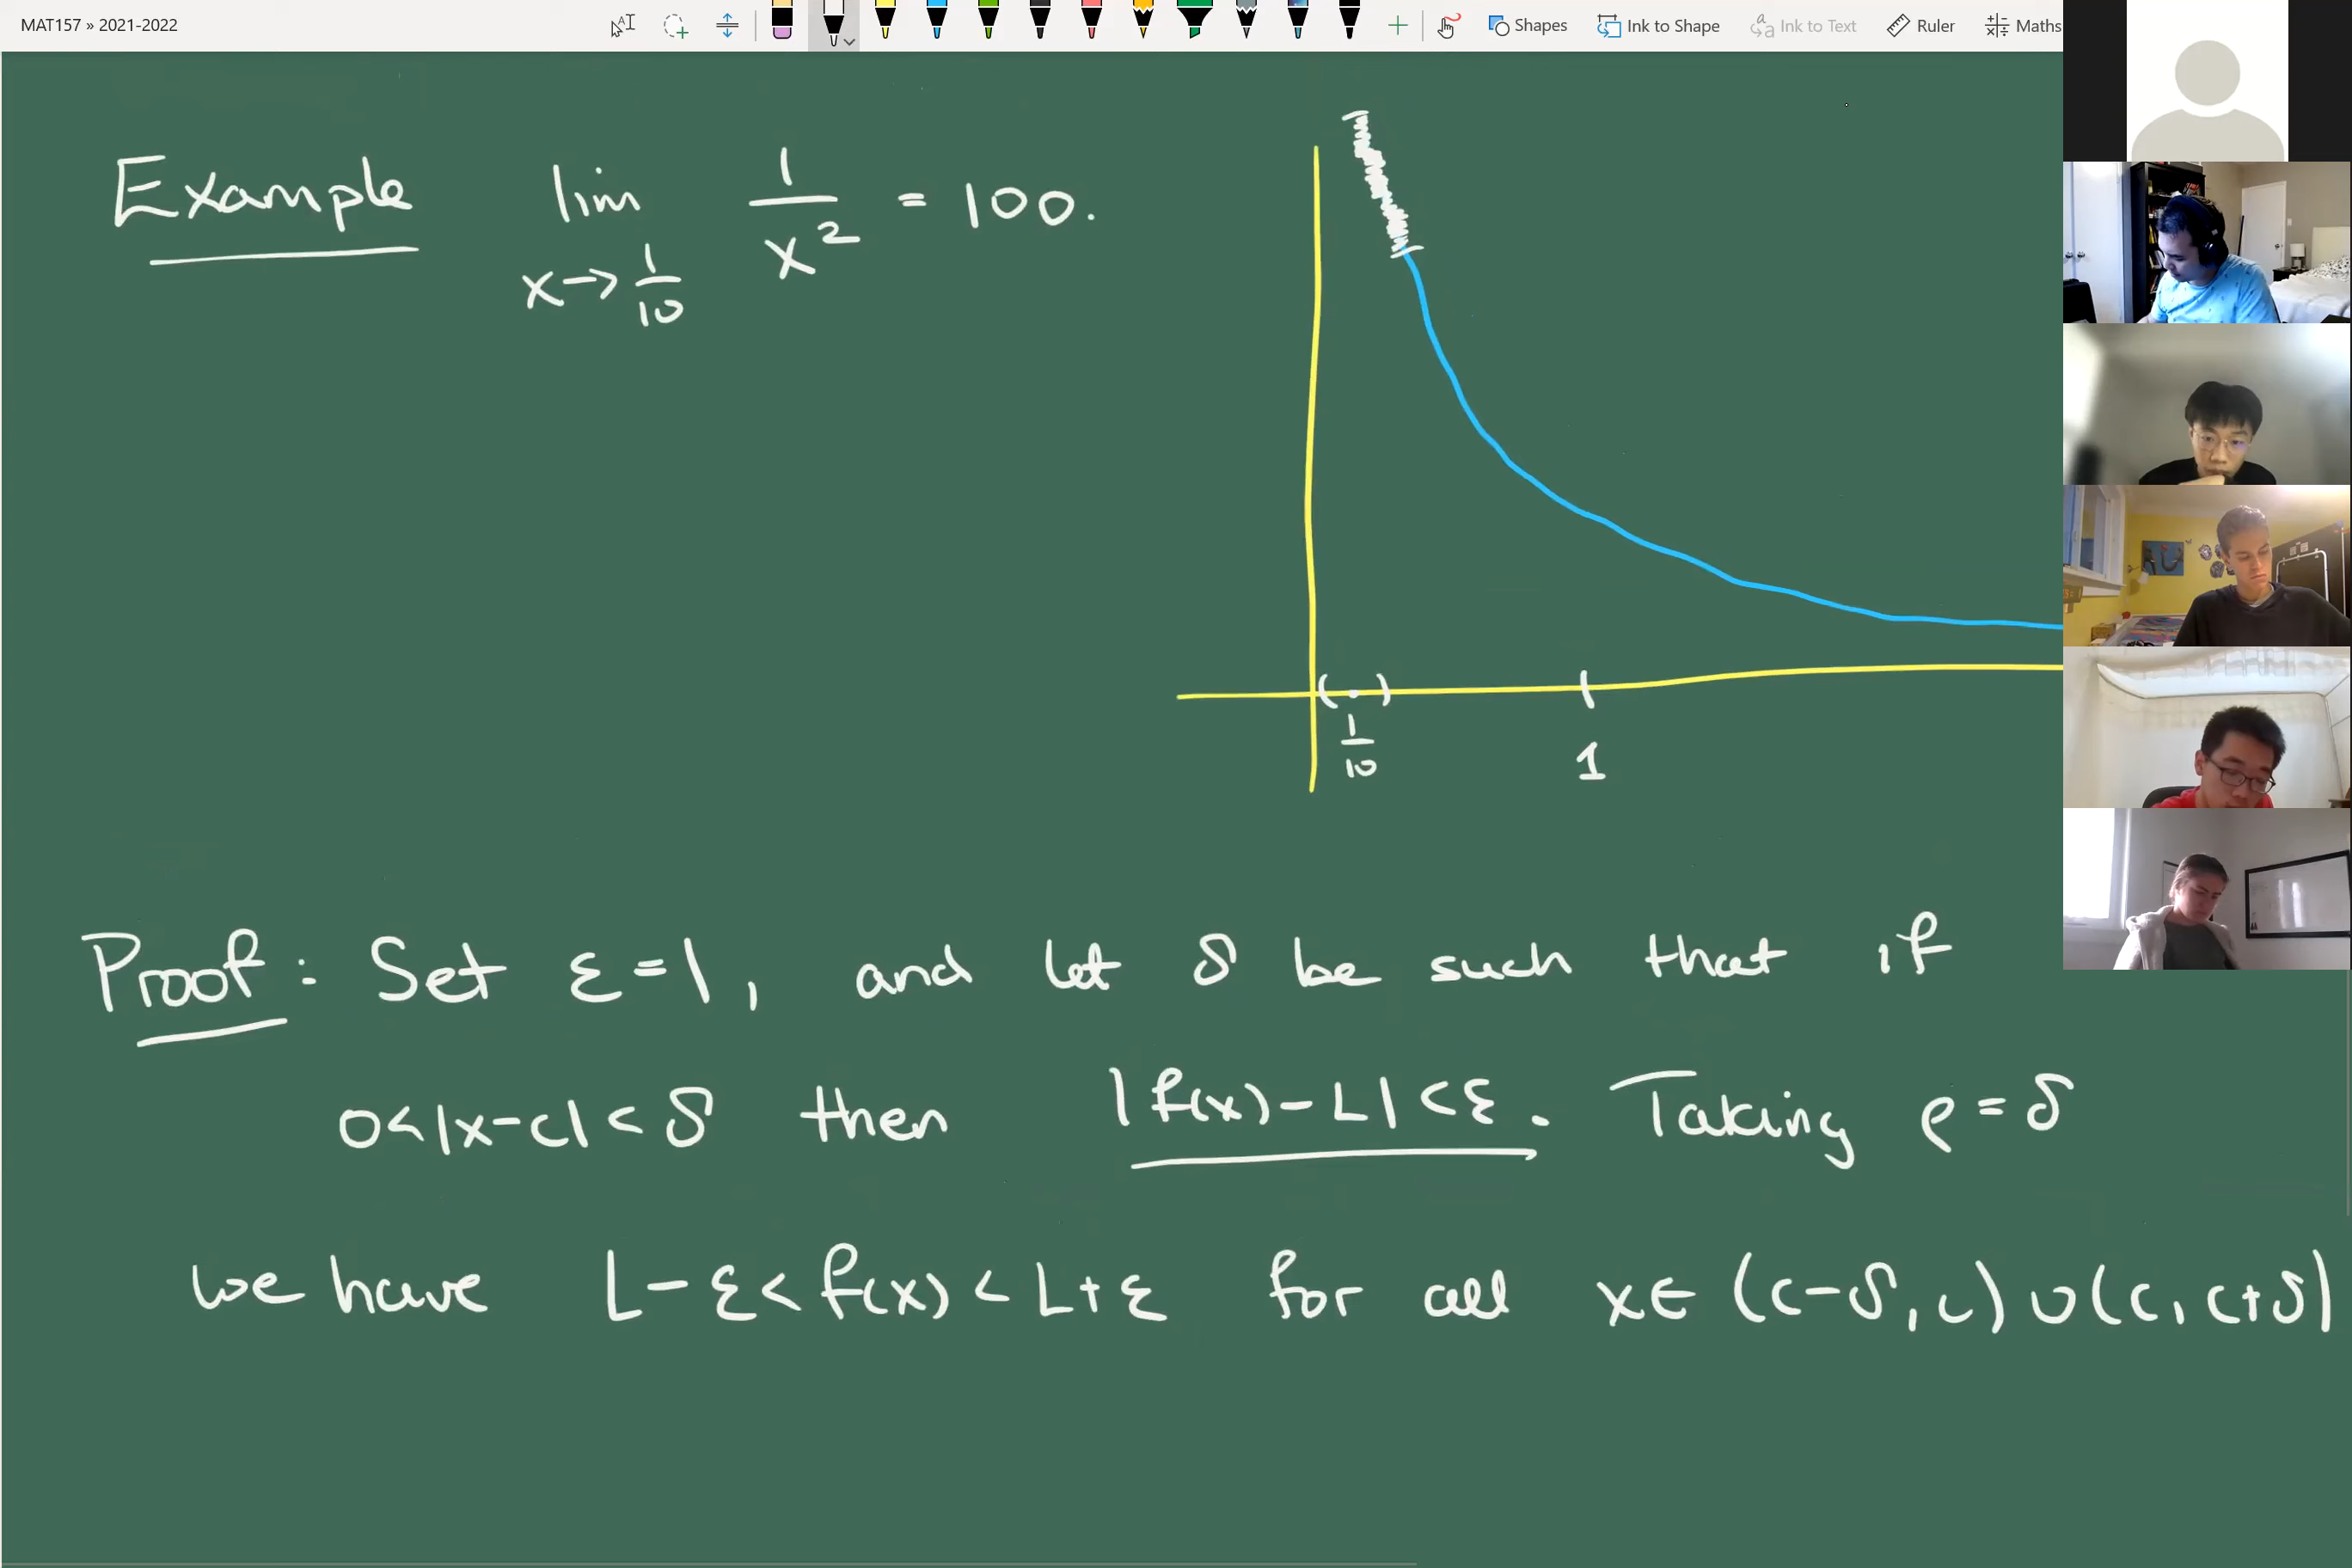 MAT157 » 2021-2022
Shapes
Ink to Shape
Ink to Text
Ruler
Maths
Example lim x→1/10 1/x² = 100.
1/10
1
Proof: Set ε=1, and let δ be such that if
0<|x-c|<δ then |f(x)-L|<ε. Taking ρ=δ
we have L-ε<f(x)<L+ε for all x∈(c-δ,c)∪(c,c+δ)